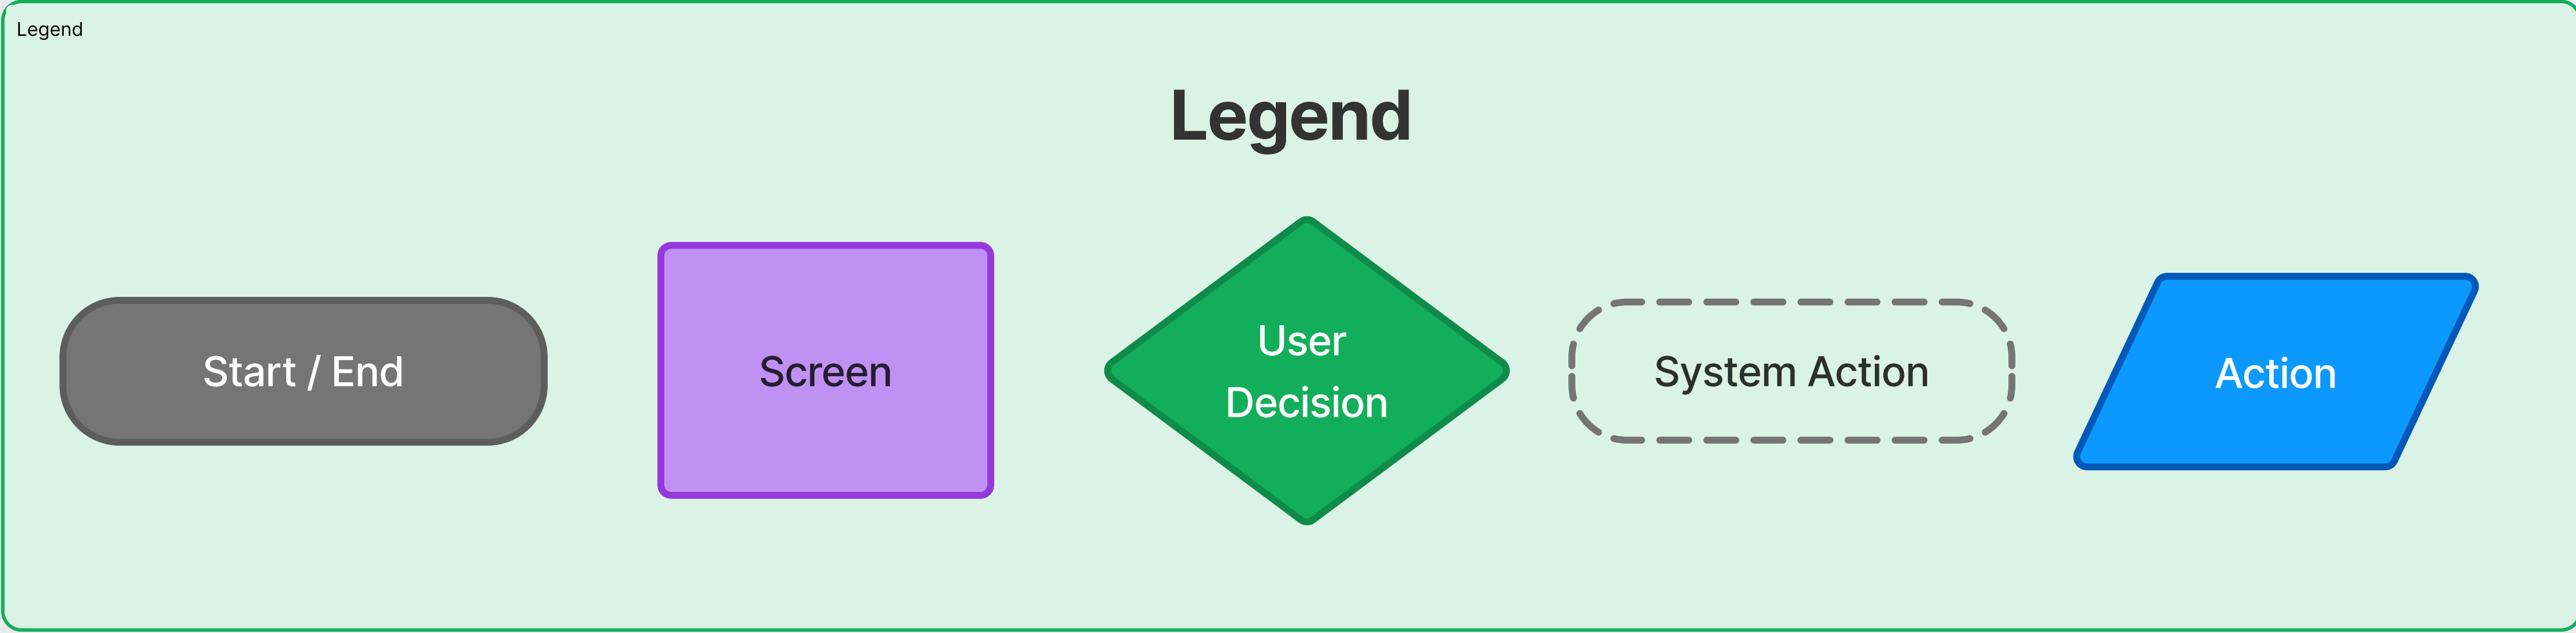 Legend
Legend
Start / End
Screen
User
Decision
System Action
Action